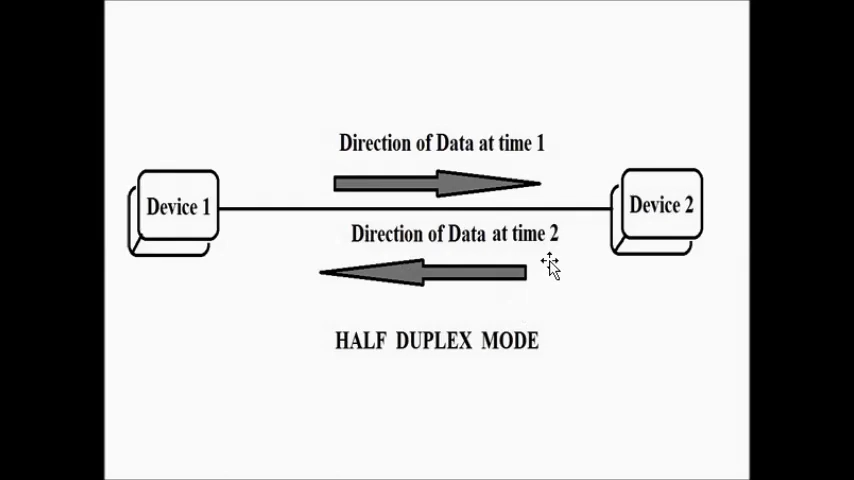 Direction of Data at time 1
Device 1
Device 2
Direction of Data at time 2
HALF DUPLEX MODE